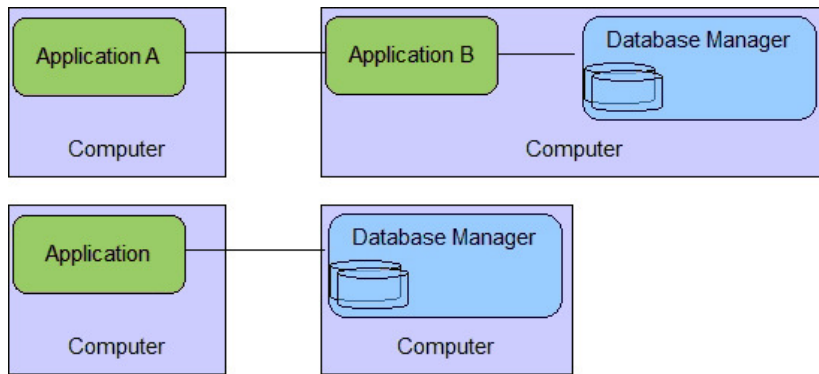 Application A
Application B
Database Manager
Computer
Computer
Application
Database Manager
Computer
Computer